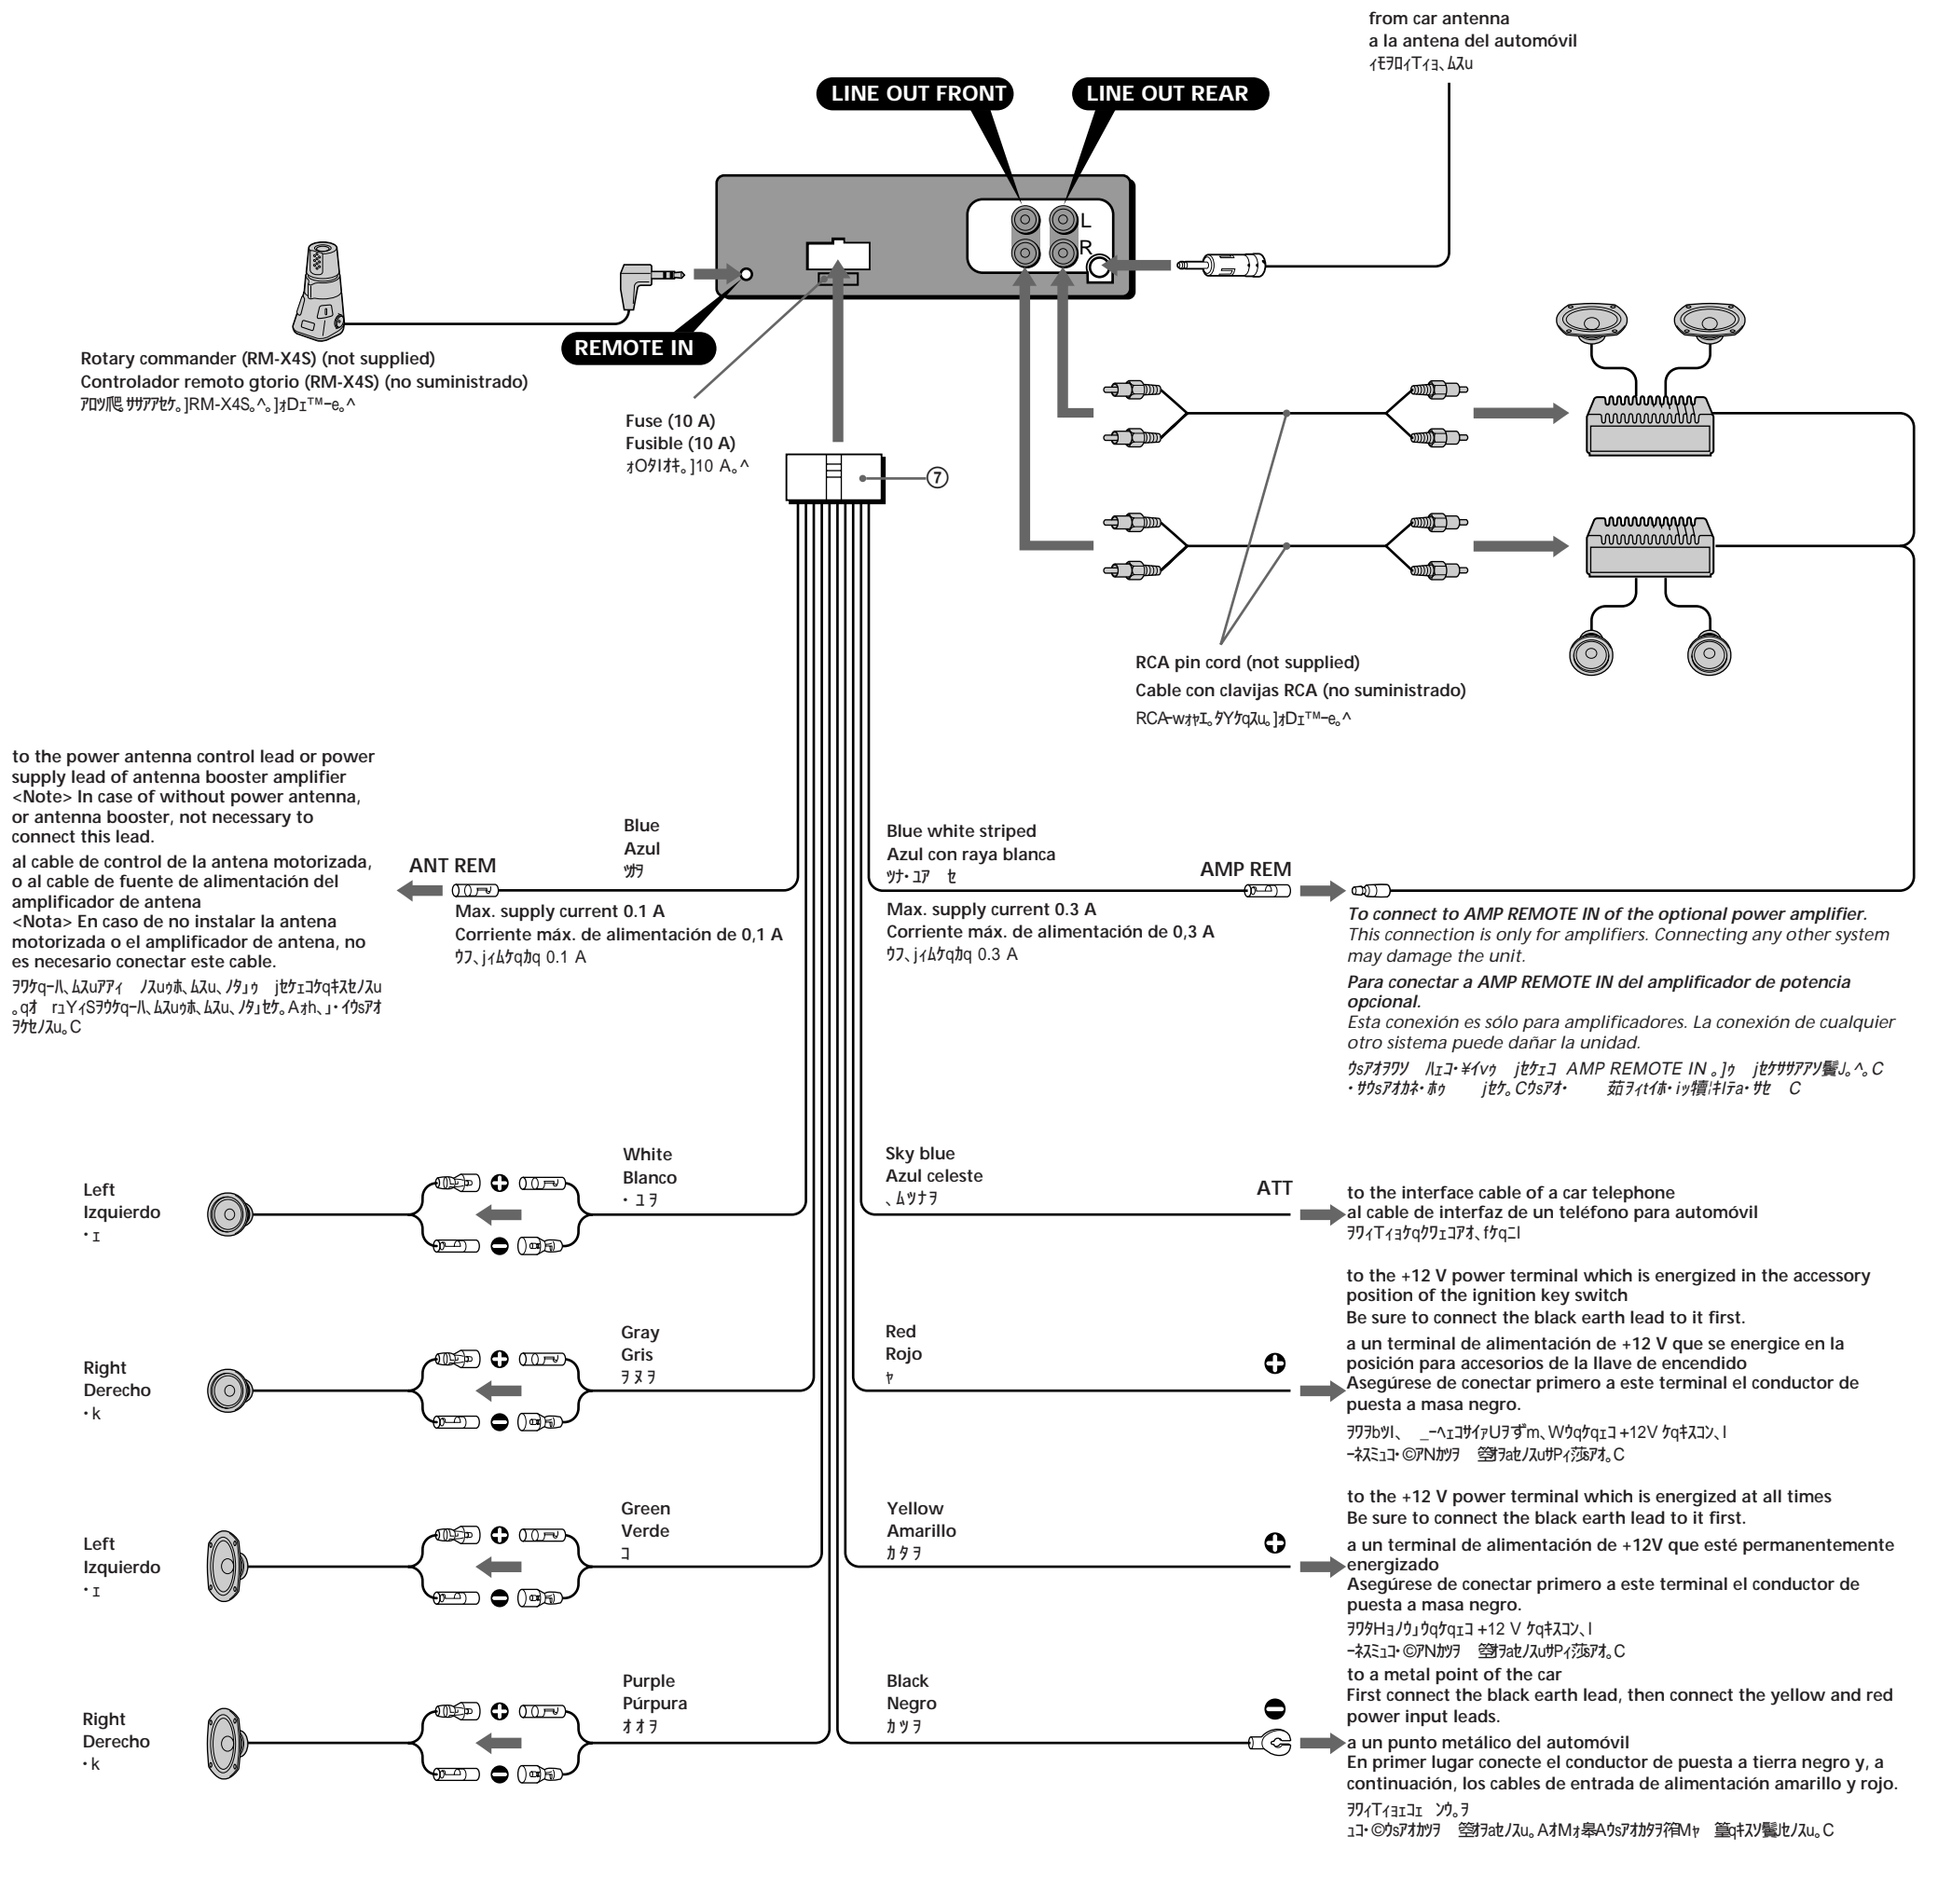 from car antenna
a la antena del automóvil
LINE OUT FRONT
LINE OUT REAR
L
R
REMOTE IN
Rotary commander (RM-X4S) (not supplied)
Controlador remoto gtorio (RM-X4S) (no suministrado)
Fuse (10 A)
Fusible (10 A)
⑦
RCA pin cord (not supplied)
Cable con clavijas RCA (no suministrado)
to the power antenna control lead or power
supply lead of antenna booster amplifier
<Note> In case of without power antenna,
or antenna booster, not necessary to
connect this lead.
al cable de control de la antena motorizada,
o al cable de fuente de alimentación del
amplificador de antena
<Nota> En caso de no instalar la antena
motorizada o el amplificador de antena, no
es necesario conectar este cable.
ANT REM
Blue
Azul
Max. supply current 0.1 A
Corriente máx. de alimentación de 0,1 A
0.1 A
Blue white striped
Azul con raya blanca
AMP REM
Max. supply current 0.3 A
Corriente máx. de alimentación de 0,3 A
0.3 A
To connect to AMP REMOTE IN of the optional power amplifier.
This connection is only for amplifiers. Connecting any other system
may damage the unit.
Para conectar a AMP REMOTE IN del amplificador de potencia
opcional.
Esta conexión es sólo para amplificadores. La conexión de cualquier
otro sistema puede dañar la unidad.
AMP REMOTE IN
Left
Izquierdo
White
Blanco
Sky blue
Azul celeste
ATT
to the interface cable of a car telephone
al cable de interfaz de un teléfono para automóvil
Right
Derecho
Gray
Gris
Red
Rojo
to the +12 V power terminal which is energized in the accessory
position of the ignition key switch
Be sure to connect the black earth lead to it first.
a un terminal de alimentación de +12 V que se energice en la
posición para accesorios de la llave de encendido
Asegúrese de conectar primero a este terminal el conductor de
puesta a masa negro.
+12V
Left
Izquierdo
Green
Verde
Yellow
Amarillo
to the +12 V power terminal which is energized at all times
Be sure to connect the black earth lead to it first.
a un terminal de alimentación de +12V que esté permanentemente
energizado
Asegúrese de conectar primero a este terminal el conductor de
puesta a masa negro.
+12 V
Right
Derecho
Purple
Púrpura
Black
Negro
to a metal point of the car
First connect the black earth lead, then connect the yellow and red
power input leads.
a un punto metálico del automóvil
En primer lugar conecte el conductor de puesta a tierra negro y, a
continuación, los cables de entrada de alimentación amarillo y rojo.